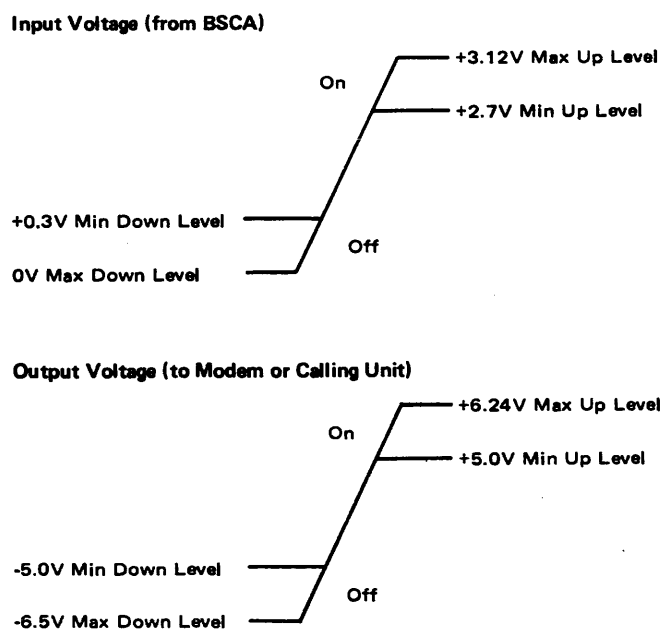 Input Voltage (from BSCA)
+3.12V Max Up Level
On
+2.7V Min Up Level
+0.3V Min Down Level
Off
0V Max Down Level
Output Voltage (to Modem or Calling Unit)
+6.24V Max Up Level
On
+5.0V Min Up Level
-5.0V Min Down Level
Off
-6.5V Max Down Level